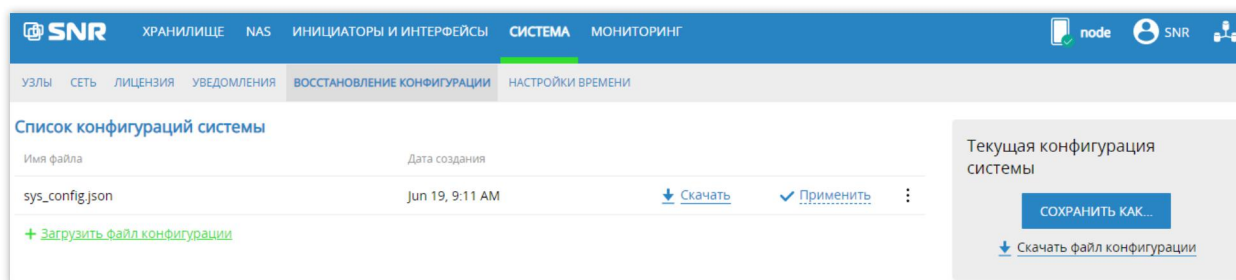 SNR ХРАНИЛИЩЕ NAS ИНИЦИАТОРЫ И ИНТЕРФЕЙСЫ СИСТЕМА МОНИТОРИНГ node SNR
УЗЛЫ СЕТЬ ЛИЦЕНЗИЯ УВЕДОМЛЕНИЯ ВОССТАНОВЛЕНИЕ КОНФИГУРАЦИИ НАСТРОЙКИ ВРЕМЕНИ
Список конфигураций системы
Имя файла Дата создания
sys_config.json Jun 19, 9:11 AM Скачать Применить
+ Загрузить файл конфигурации
Текущая конфигурация
системы
СОХРАНИТЬ КАК...
Скачать файл конфигурации